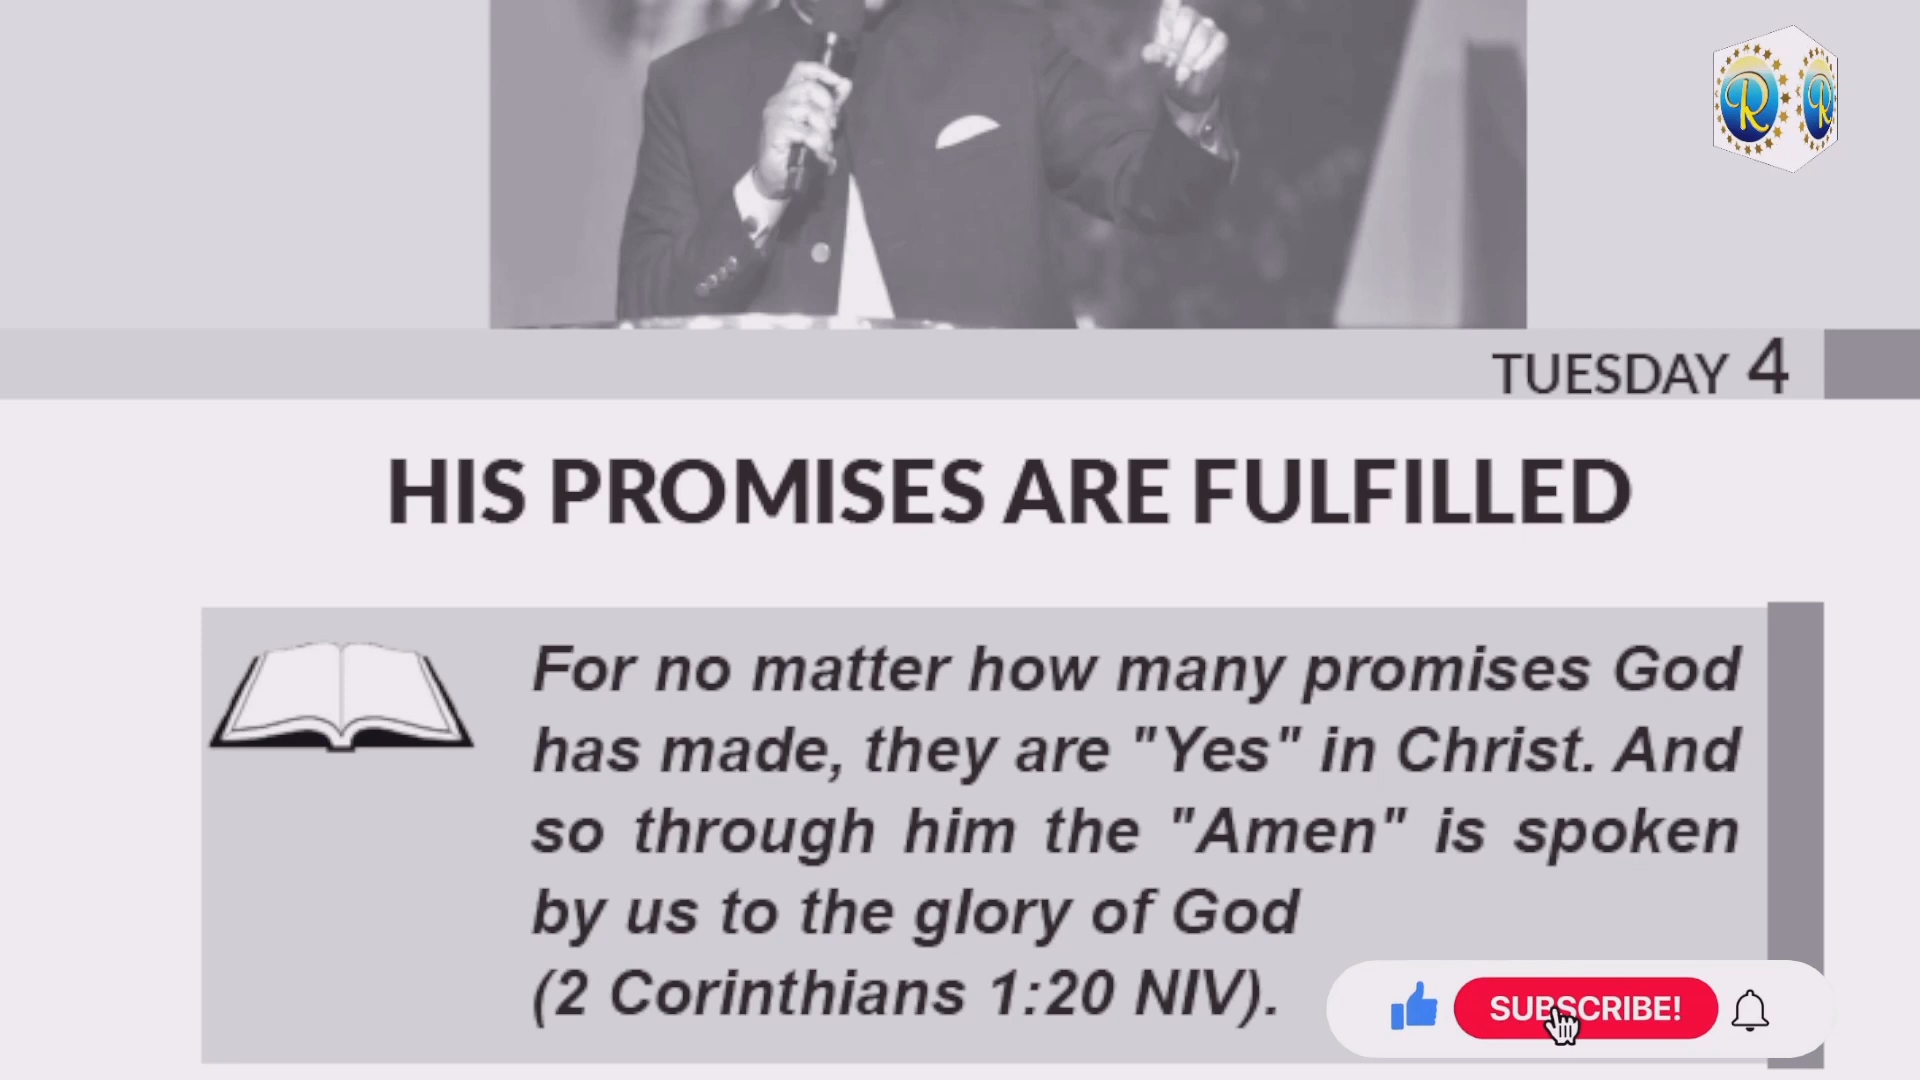 R R
TUESDAY 4
HIS PROMISES ARE FULFILLED
For no matter how many promises God
has made, they are "Yes" in Christ. And
so through him the "Amen" is spoken
by us to the glory of God
(2 Corinthians 1:20 NIV).
SUBSCRIBE!